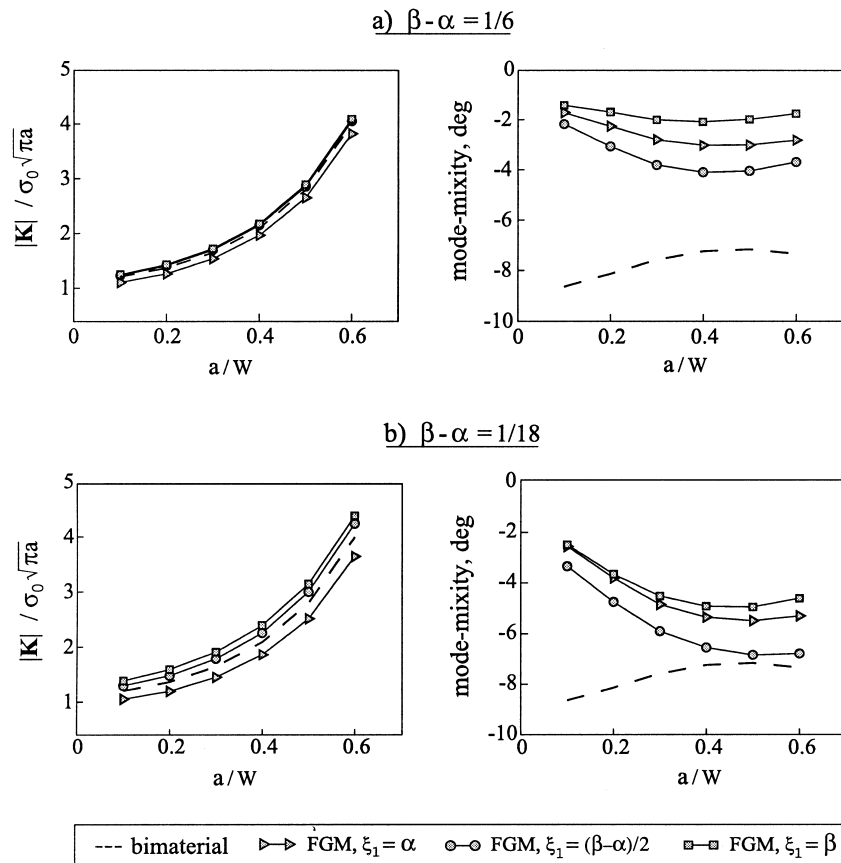 a) β-α = 1/6
|K| / σ₀√πa
5
4
3
2
1
0
0.2
0.4
0.6
a/W
mode-mixity, deg
0
-2
-4
-6
-8
-10
0
0.2
0.4
0.6
a/W
b) β-α = 1/18
|K| / σ₀√πa
5
4
3
2
1
0
0.2
0.4
0.6
a/W
mode-mixity, deg
0
-2
-4
-6
-8
-10
0
0.2
0.4
0.6
a/W
bimaterial
FGM, ξ₁= α
FGM, ξ₁= (β-α)/2
FGM, ξ₁= β